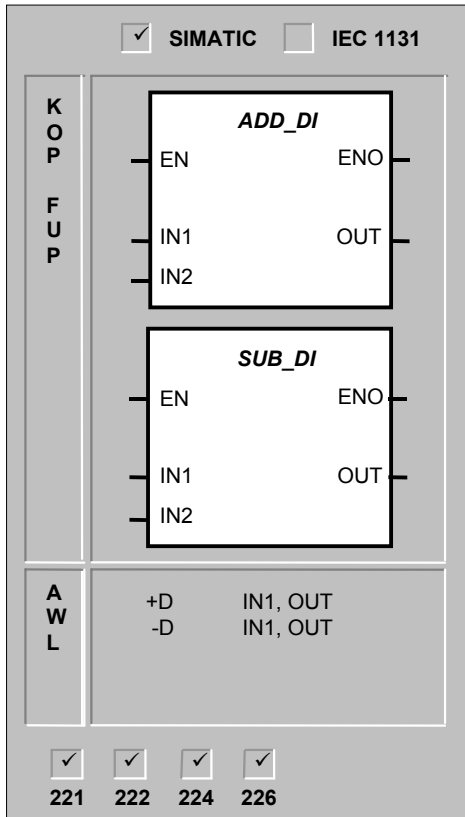 ✓ SIMATIC IEC 1131
K
O
P
F
U
P
ADD_DI
EN ENO
IN1 OUT
IN2
SUB_DI
EN ENO
IN1 OUT
IN2
A
W
L
+D IN1, OUT
-D IN1, OUT
✓ ✓ ✓ ✓
221 222 224 226